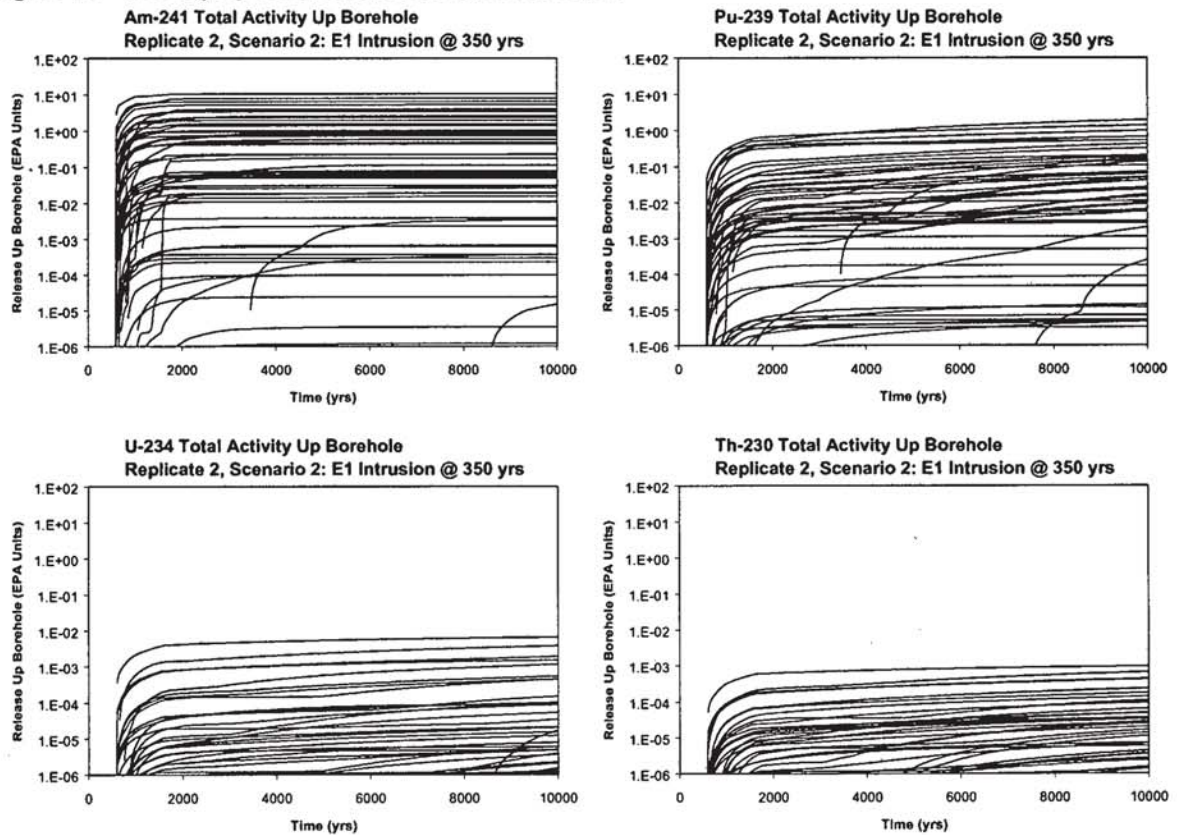 Am-241 Total Activity Up Borehole
Replicate 2, Scenario 2: E1 Intrusion @ 350 yrs
Release Up Borehole (EPA Units)
1.E+02
1.E+01
1.E+00
1.E-01
1.E-02
1.E-03
1.E-04
1.E-05
1.E-06
0 2000 4000 6000 8000 10000
Time (yrs)
Pu-239 Total Activity Up Borehole
Replicate 2, Scenario 2: E1 Intrusion @ 350 yrs
Release Up Borehole (EPA Units)
1.E+02
1.E+01
1.E+00
1.E-01
1.E-02
1.E-03
1.E-04
1.E-05
1.E-06
0 2000 4000 6000 8000 10000
Time (yrs)
U-234 Total Activity Up Borehole
Replicate 2, Scenario 2: E1 Intrusion @ 350 yrs
Release Up Borehole (EPA Units)
1.E+02
1.E+01
1.E+00
1.E-01
1.E-02
1.E-03
1.E-04
1.E-05
1.E-06
0 2000 4000 6000 8000 10000
Time (yrs)
Th-230 Total Activity Up Borehole
Replicate 2, Scenario 2: E1 Intrusion @ 350 yrs
Release Up Borehole (EPA Units)
1.E+02
1.E+01
1.E+00
1.E-01
1.E-02
1.E-03
1.E-04
1.E-05
1.E-06
0 2000 4000 6000 8000 10000
Time (yrs)